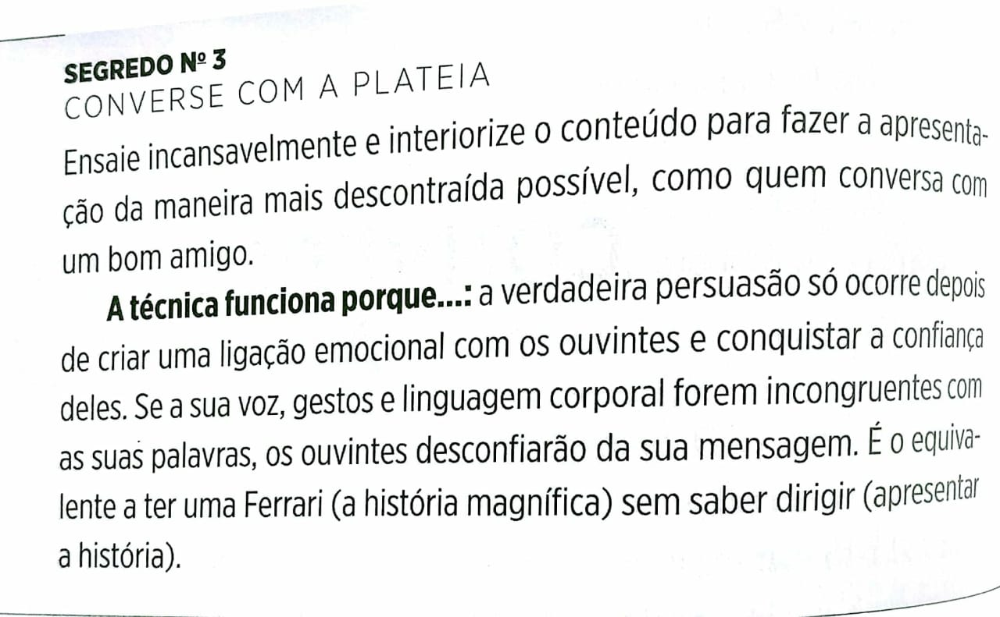 SEGREDO Nº 3
CONVERSE COM A PLATEIA
Ensaie incansavelmente e interiorize o conteúdo para fazer a apresenta-
ção da maneira mais descontraída possível, como quem conversa com
um bom amigo.
A técnica funciona porque...: a verdadeira persuasão só ocorre depois
de criar uma ligação emocional com os ouvintes e conquistar a confiança
deles. Se a sua voz, gestos e linguagem corporal forem incongruentes com
as suas palavras, os ouvintes desconfiarão da sua mensagem. É o equiva-
lente a ter uma Ferrari (a história magnífica) sem saber dirigir (apresentar
a história).